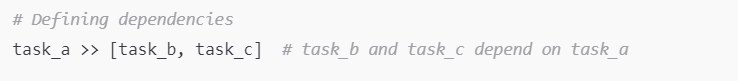 # Defining dependencies
task_a >> [task_b, task_c]  # task_b and task_c depend on task_a